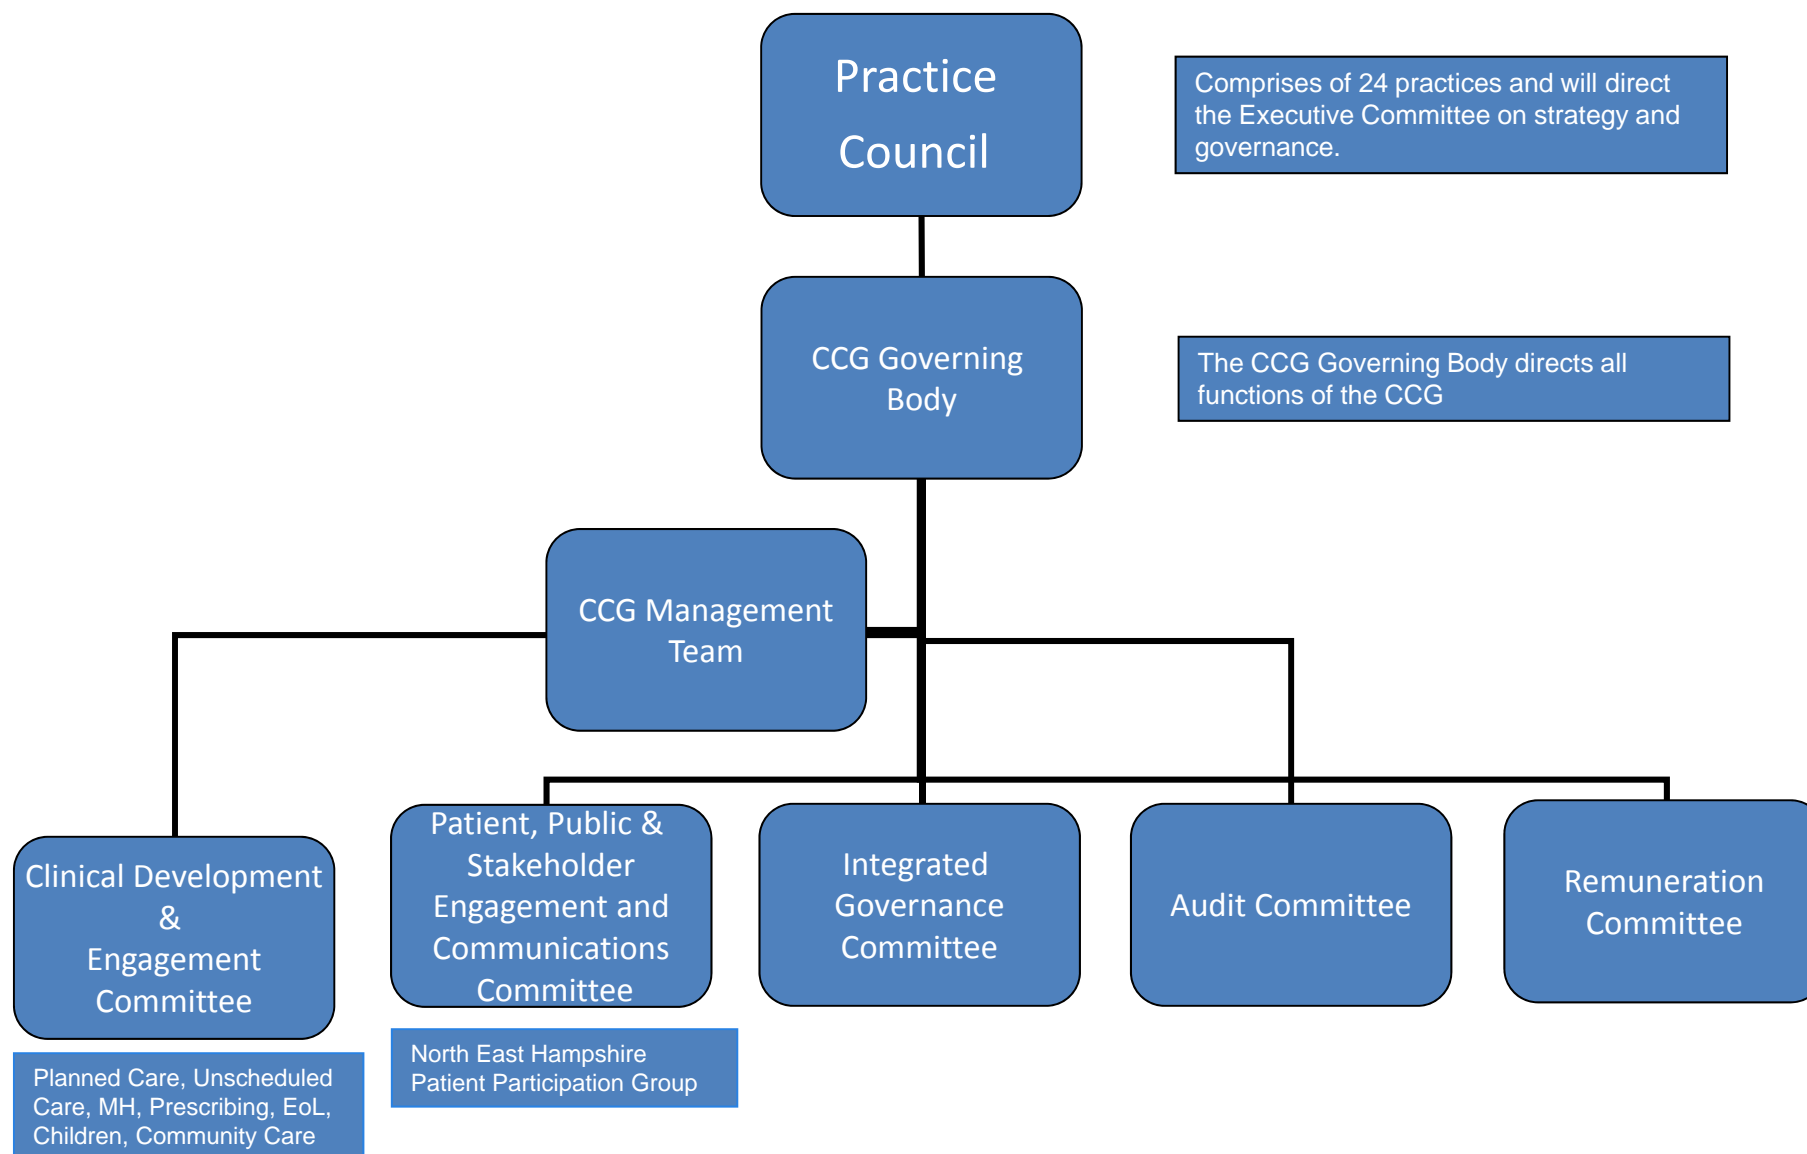 Practice
Council
Comprises of 24 practices and will direct
the Executive Committee on strategy and
governance.
CCG Governing
Body
The CCG Governing Body directs all
functions of the CCG
CCG Management
Team
Clinical Development
&
Engagement
Committee
Patient, Public &
Stakeholder
Engagement and
Communications
Committee
Integrated
Governance
Committee
Audit Committee
Remuneration
Committee
Planned Care, Unscheduled
Care, MH, Prescribing, EoL,
Children, Community Care
North East Hampshire
Patient Participation Group